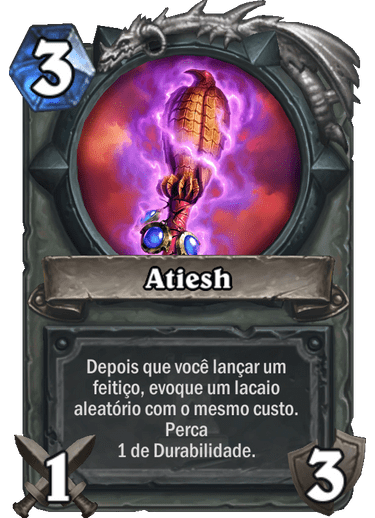 3
Atiesh
Depois que você lançar um
feitiço, evoque um lacaio
aleatório com o mesmo custo.
Perca
1 de Durabilidade.
1
3